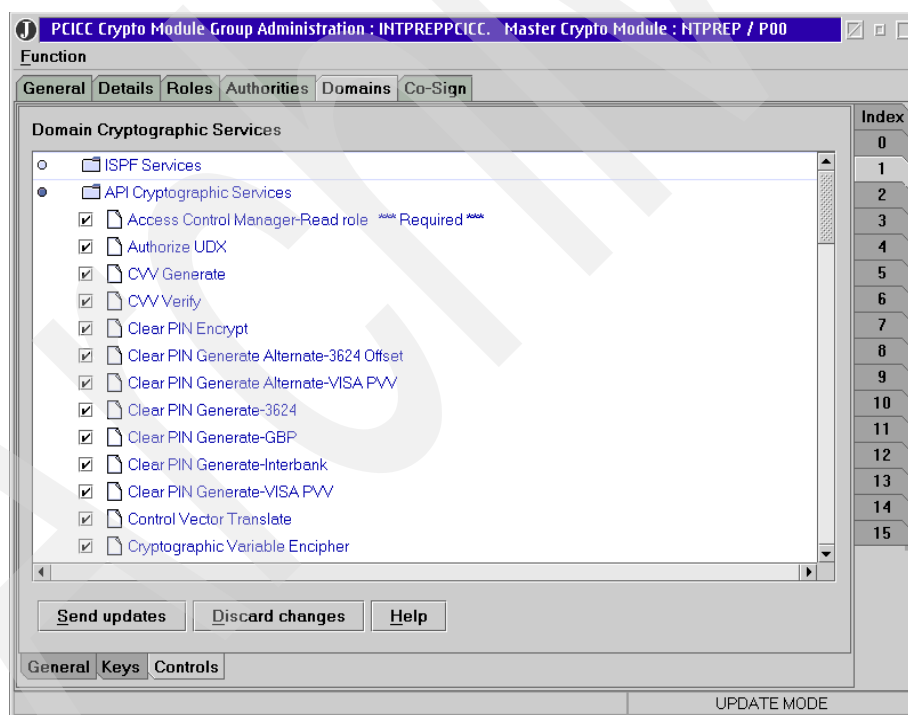 PCICC Crypto Module Group Administration : INTPREPPCICC. Master Crypto Module : NTPREP / P00
Function
General Details Roles Authorities Domains Co-Sign
Index
Domain Cryptographic Services
0
ISPF Services
1
API Cryptographic Services
2
Access Control Manager-Read role *** Required ***
3
Authorize UDX
4
CVV Generate
5
CVV Verify
6
Clear PIN Encrypt
7
Clear PIN Generate Alternate-3624 Offset
8
Clear PIN Generate Alternate-VISA PVV
9
Clear PIN Generate-3624
10
Clear PIN Generate-GBP
11
Clear PIN Generate-Interbank
12
Clear PIN Generate-VISA PVV
13
Control Vector Translate
14
Cryptographic Variable Encipher
15
Send updates Discard changes Help
General Keys Controls
UPDATE MODE